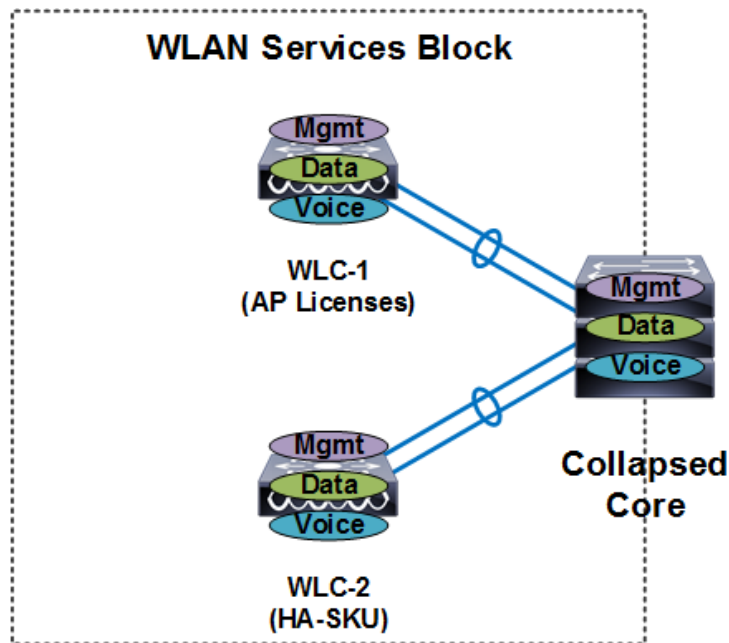 WLAN Services Block
Mgmt
Data
Voice
WLC-1
(AP Licenses)
Mgmt
Data
Voice
Collapsed
Core
Mgmt
Data
Voice
WLC-2
(HA-SKU)